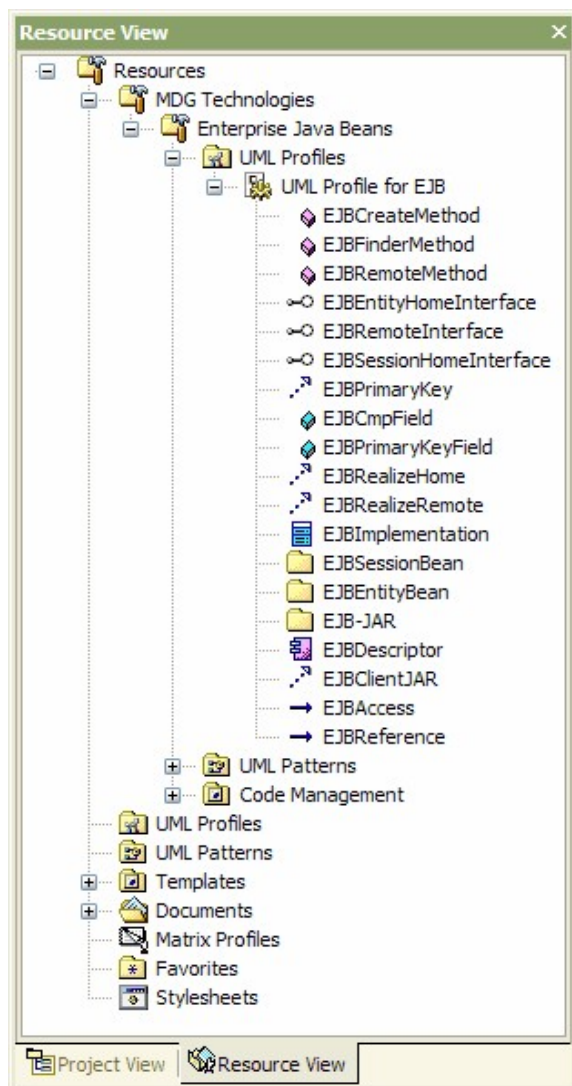 Resource View
Resources
MDG Technologies
Enterprise Java Beans
UML Profiles
UML Profile for EJB
EJBCreateMethod
EJBFinderMethod
EJBRemoteMethod
EJBEntityHomeInterface
EJBRemoteInterface
EJBSessionHomeInterface
EJBPrimaryKey
EJBCmpField
EJBPrimaryKeyField
EJBRealizeHome
EJBRealizeRemote
EJBImplementation
EJBSessionBean
EJBEntityBean
EJB-JAR
EJBDescriptor
EJBClientJAR
EJBAccess
EJBReference
UML Patterns
Code Management
UML Profiles
UML Patterns
Templates
Documents
Matrix Profiles
Favorites
Stylesheets
Project View Resource View